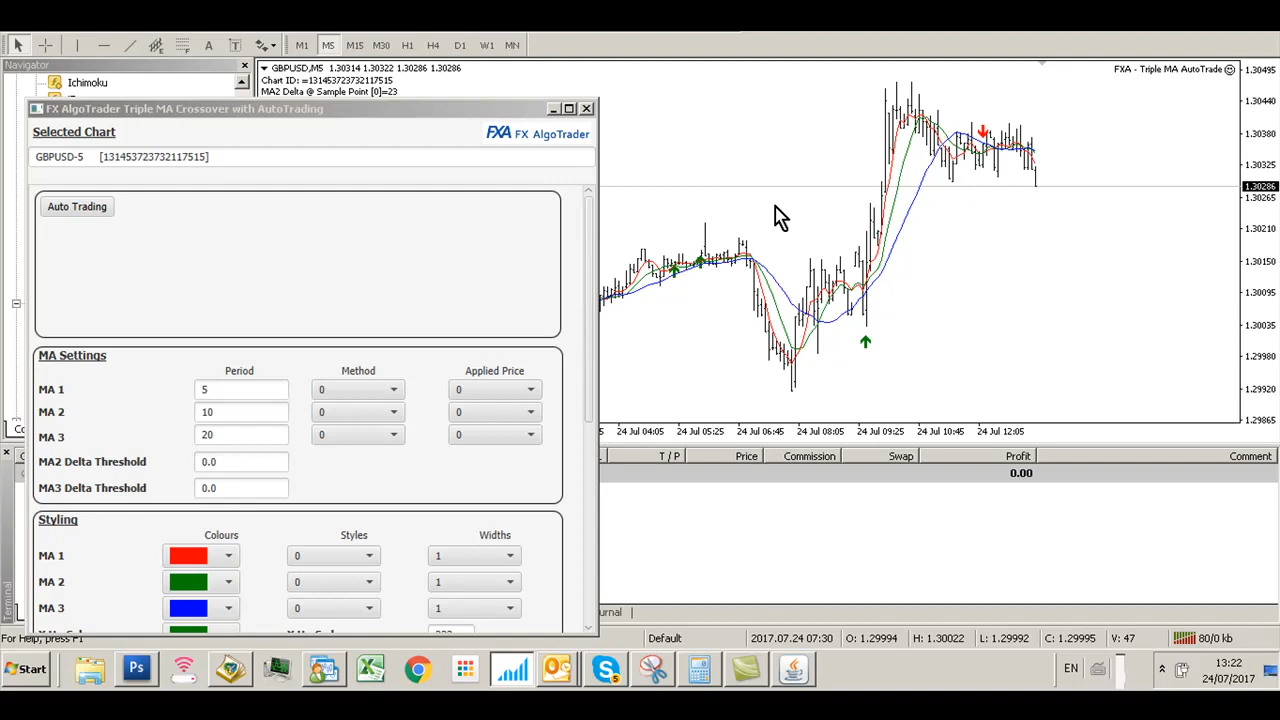 M1 M5 M15 M30 H1 H4 D1 W1 MN
A T
Navigator
Ichimoku
GBPUSD,M5 1.30314 1.30332 1.30286 1.30286
Chart ID: =131453723732117515
MA2 Delta @ Sample Point [0]=23
FXA - Triple MA AutoTrade
FX AlgoTrader Triple MA Crossover with AutoTrading
Selected Chart
FXA FX AlgoTrader
GBPUSD-5 [131453723732117515]
Auto Trading
MA Settings
Period Method Applied Price
MA 1 5 0 0
MA 2 10 0 0
MA 3 20 0 0
MA2 Delta Threshold 0.0
MA3 Delta Threshold 0.0
Styling
Colours Styles Widths
MA 1 0 1
MA 2 0 1
MA 3 0 1
1.30495
1.30440
1.30380
1.30325
1.30286
1.30265
1.30210
1.30150
1.30095
1.30035
1.29980
1.29920
1.29865
24 Jul 04:05 24 Jul 05:25 24 Jul 06:45 24 Jul 08:05 24 Jul 09:25 24 Jul 10:45 24 Jul 12:05
T / P Price Commission Swap Profit Comment
0.00
Terminal
For Help, press F1 Default 2017.07.24 07:30 O: 1.29994 H: 1.30022 L: 1.29992 C: 1.29995 V: 47 80/0 kb
Start Ps EN 13:22
24/07/2017